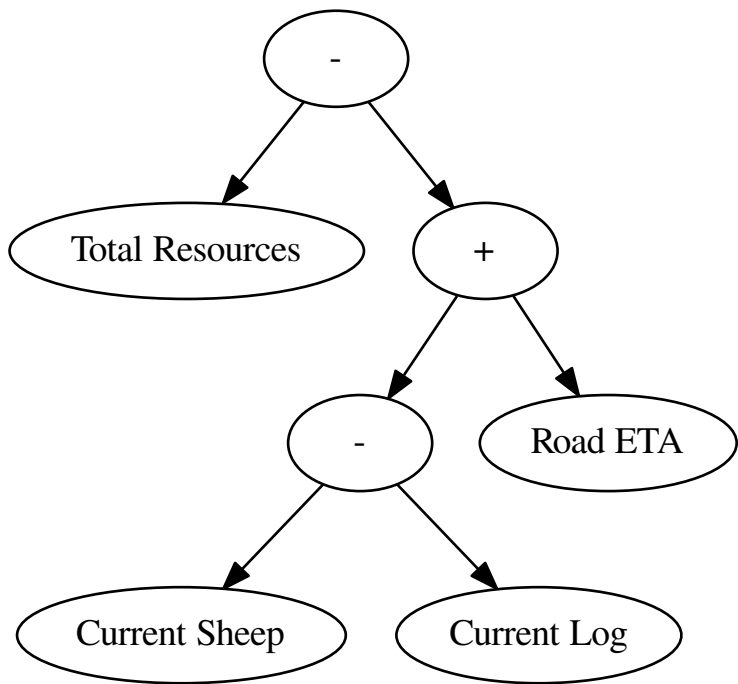 -
Total Resources
+
-
Road ETA
Current Sheep
Current Log